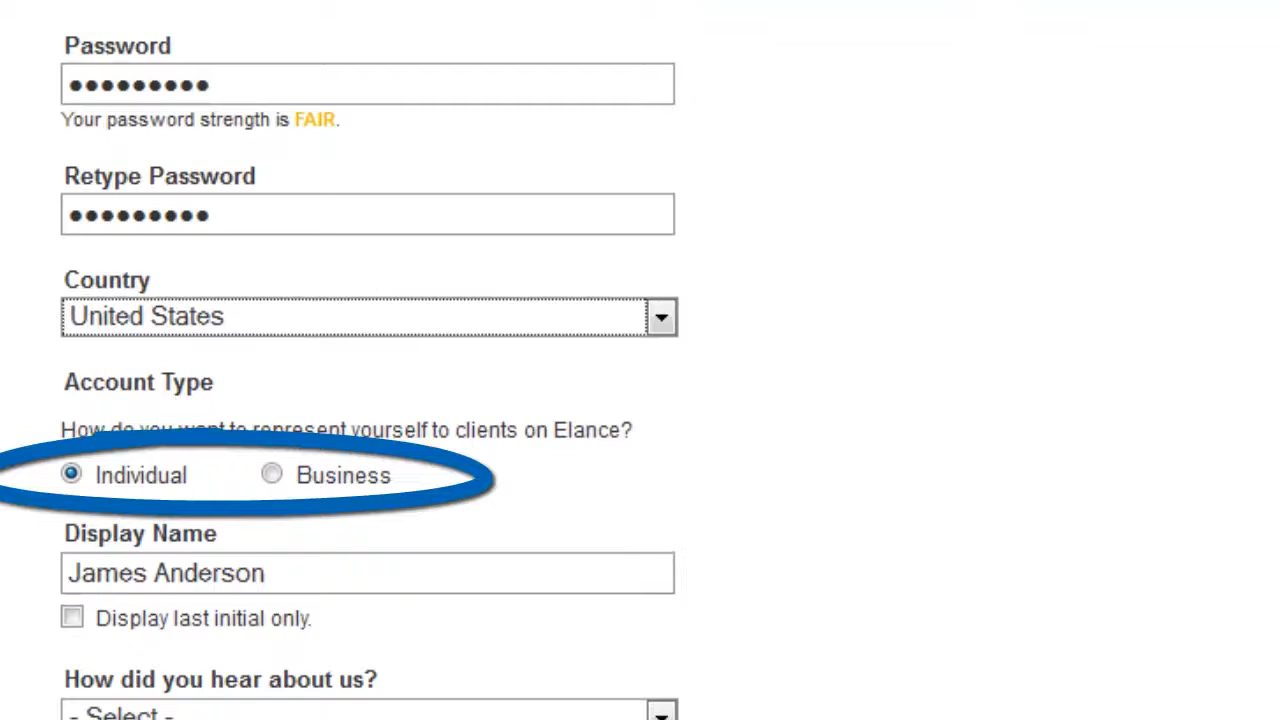 Password
●●●●●●●●●
Your password strength is FAIR.
Retype Password
●●●●●●●●●
Country
United States
Account Type
How do you want to represent yourself to clients on Elance?
Individual Business
Display Name
James Anderson
Display last initial only.
How did you hear about us?
- Select -